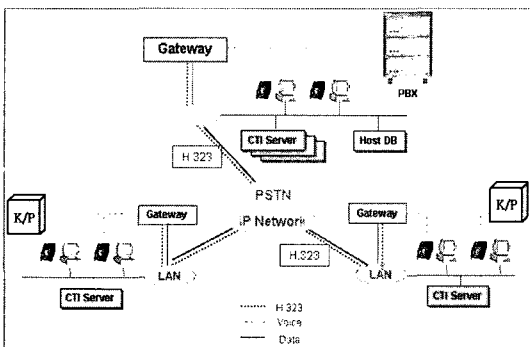 Gateway
PBX
CTI Server
Host DB
H.323
PSTN
IP Network
K/P
Gateway
LAN
CTI Server
H.323
Gateway
K/P
LAN
CTI Server
H.323
Voice
Data